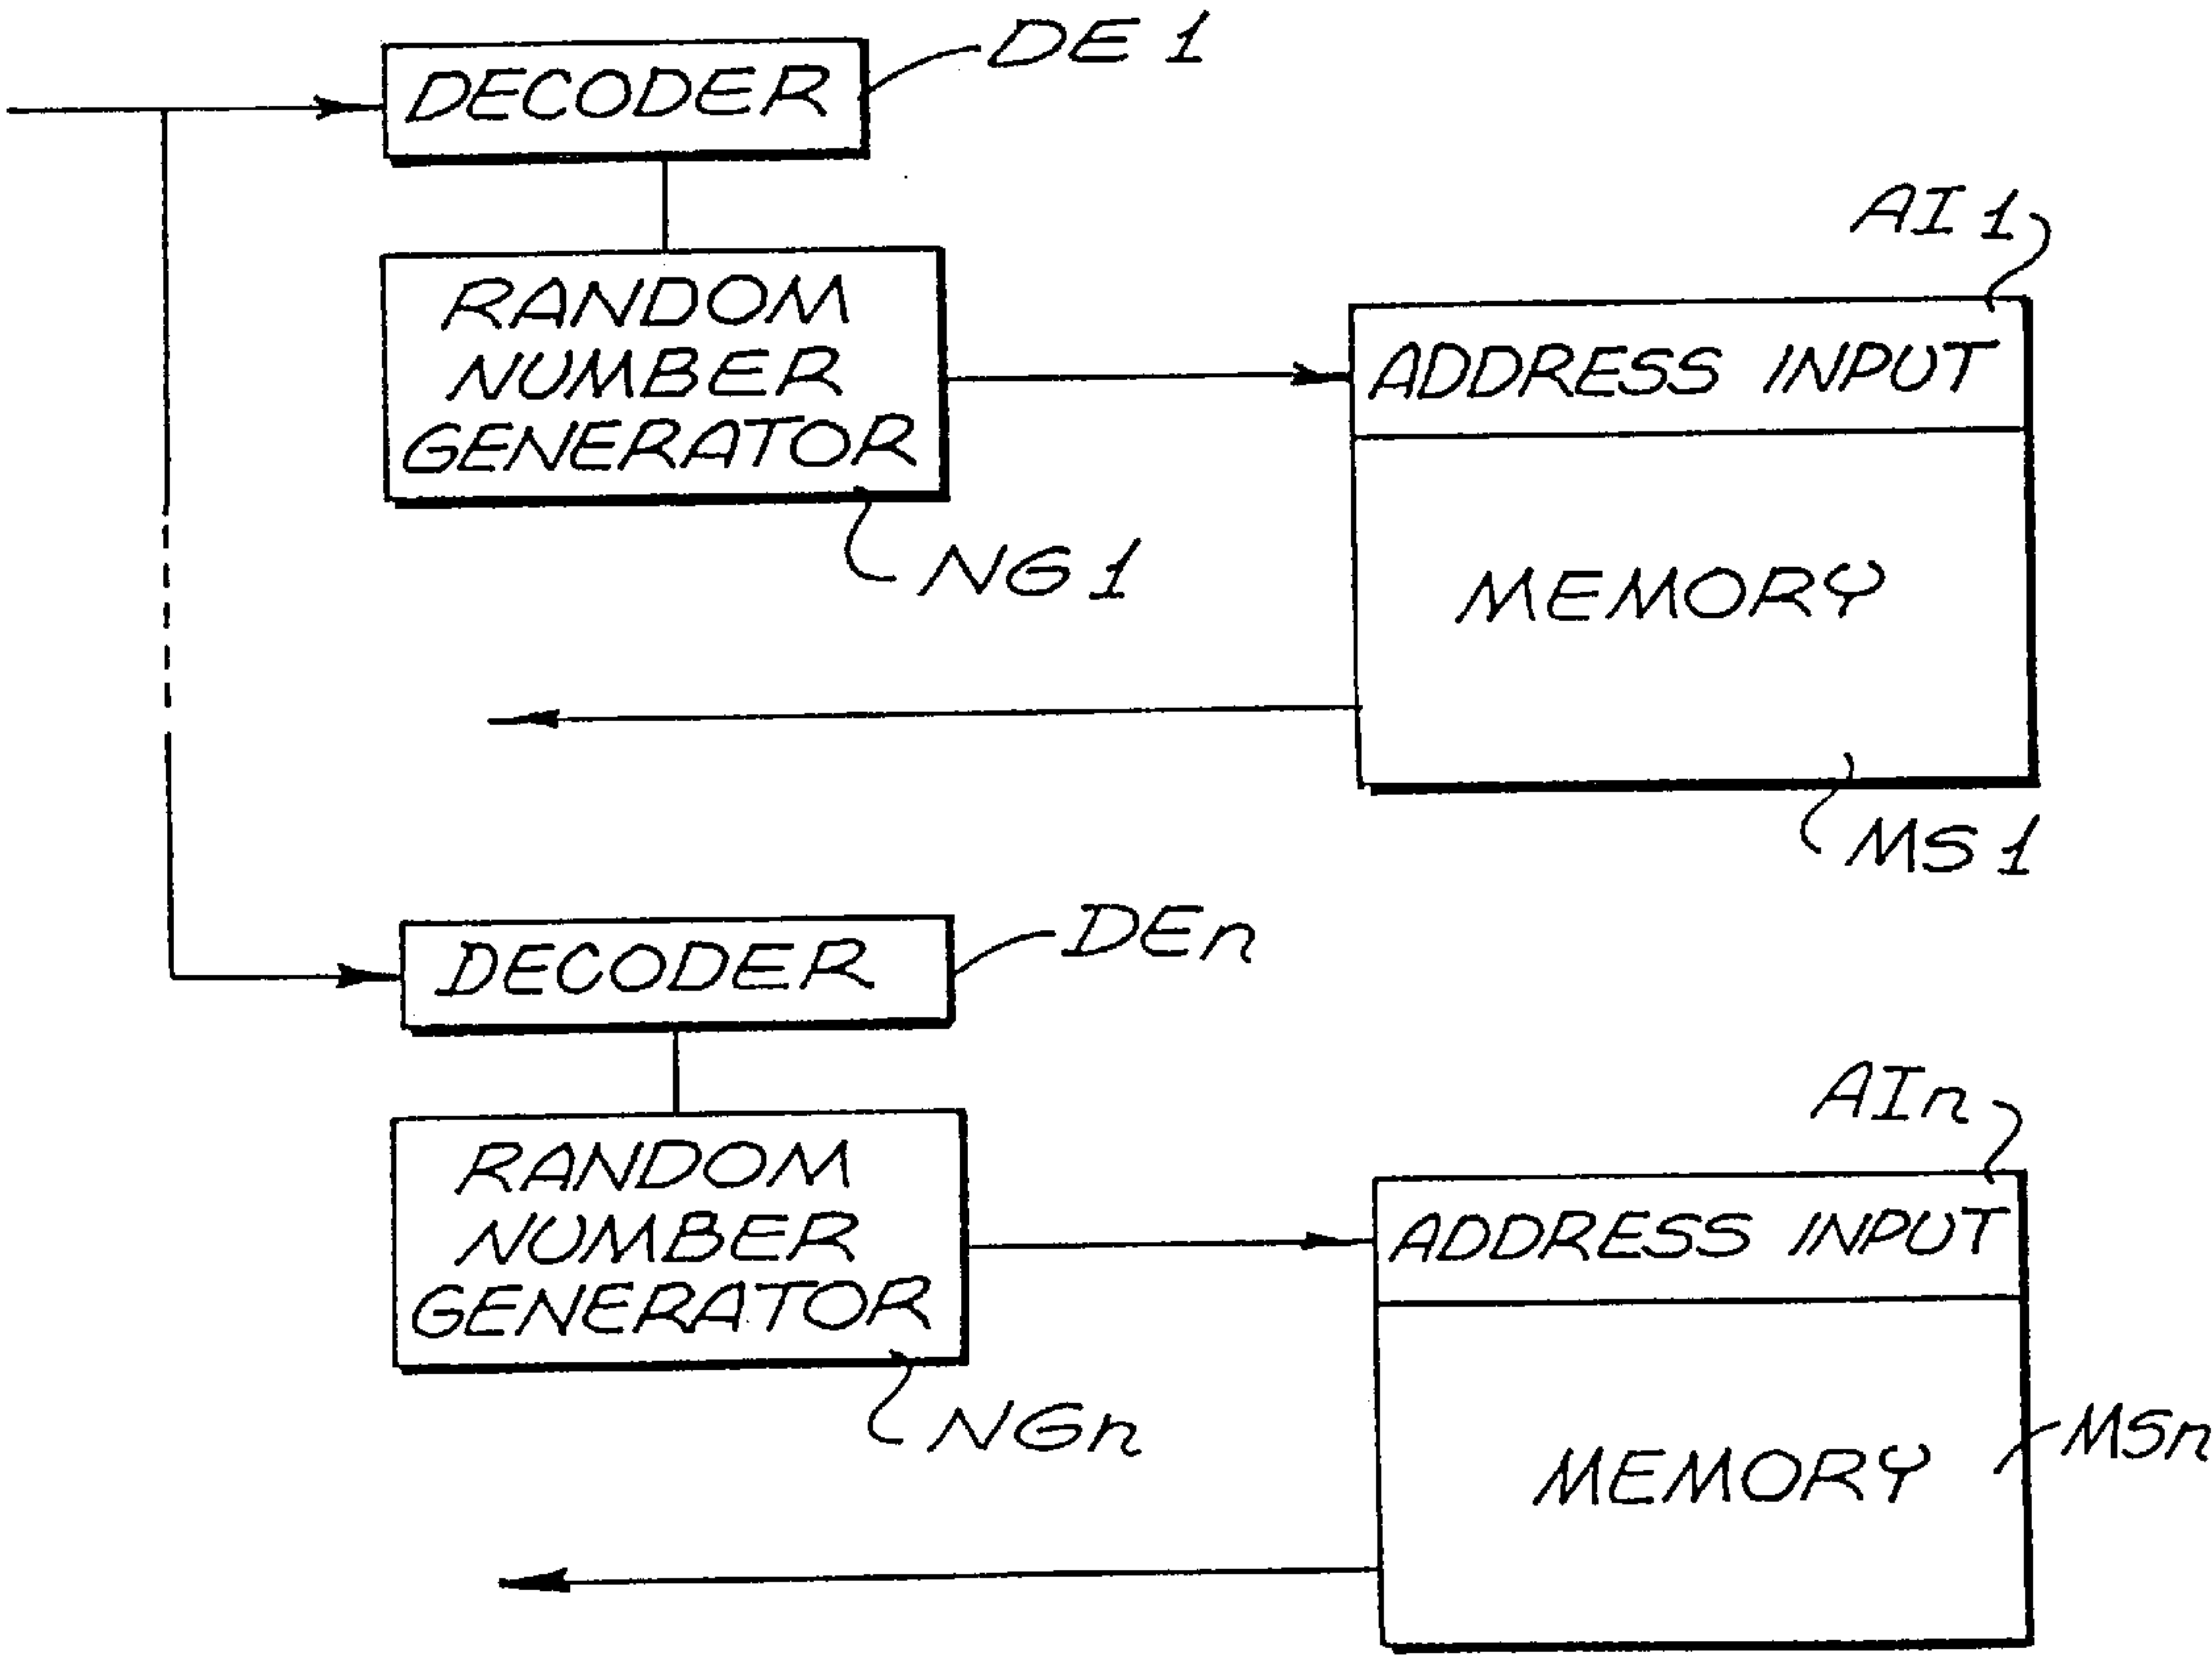 DECODER
DE 1
RANDOM
NUMBER
GENERATOR
NG 1
AI 1
ADDRESS INPUT
MEMORY
MS 1
DECODER
DEn
RANDOM
NUMBER
GENERATOR
NGn
AIn
ADDRESS INPUT
MEMORY
MSn